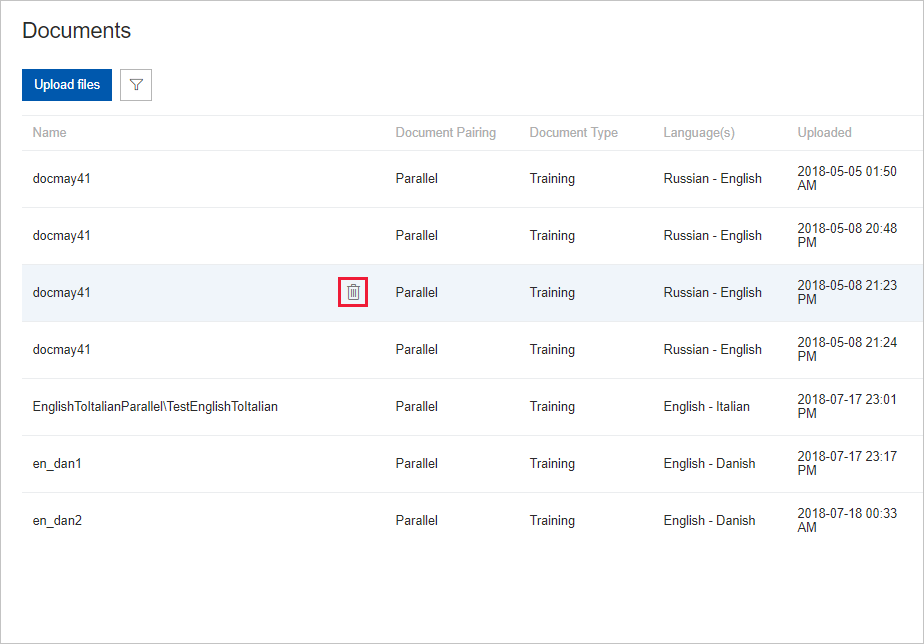 Documents
Upload files
Name Document Pairing Document Type Language(s) Uploaded
docmay41 Parallel Training Russian - English 2018-05-05 01:50 AM
docmay41 Parallel Training Russian - English 2018-05-08 20:48 PM
docmay41 Parallel Training Russian - English 2018-05-08 21:23 PM
docmay41 Parallel Training Russian - English 2018-05-08 21:24 PM
EnglishToItalianParallel\TestEnglishToItalian Parallel Training English - Italian 2018-07-17 23:01 PM
en_dan1 Parallel Training English - Danish 2018-07-17 23:17 PM
en_dan2 Parallel Training English - Danish 2018-07-18 00:33 AM